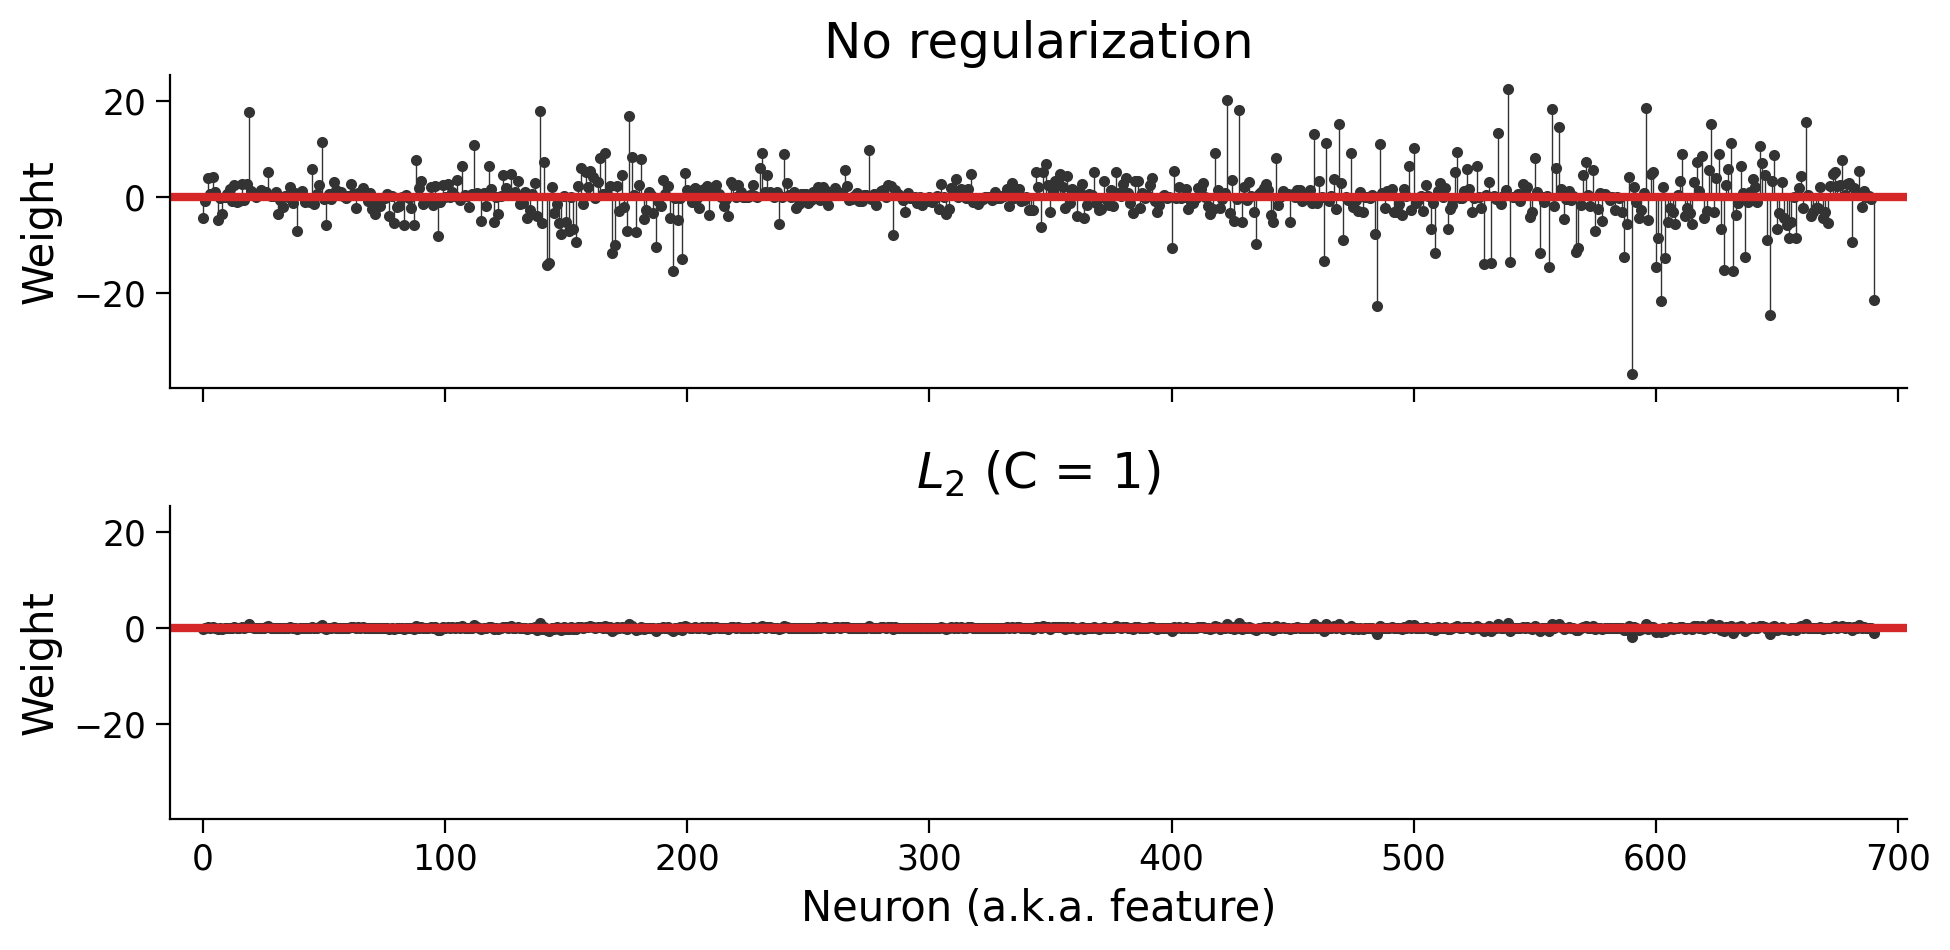 No regularization
Weight
20
0
−20
L₂ (C = 1)
Weight
20
0
−20
0 100 200 300 400 500 600 700
Neuron (a.k.a. feature)